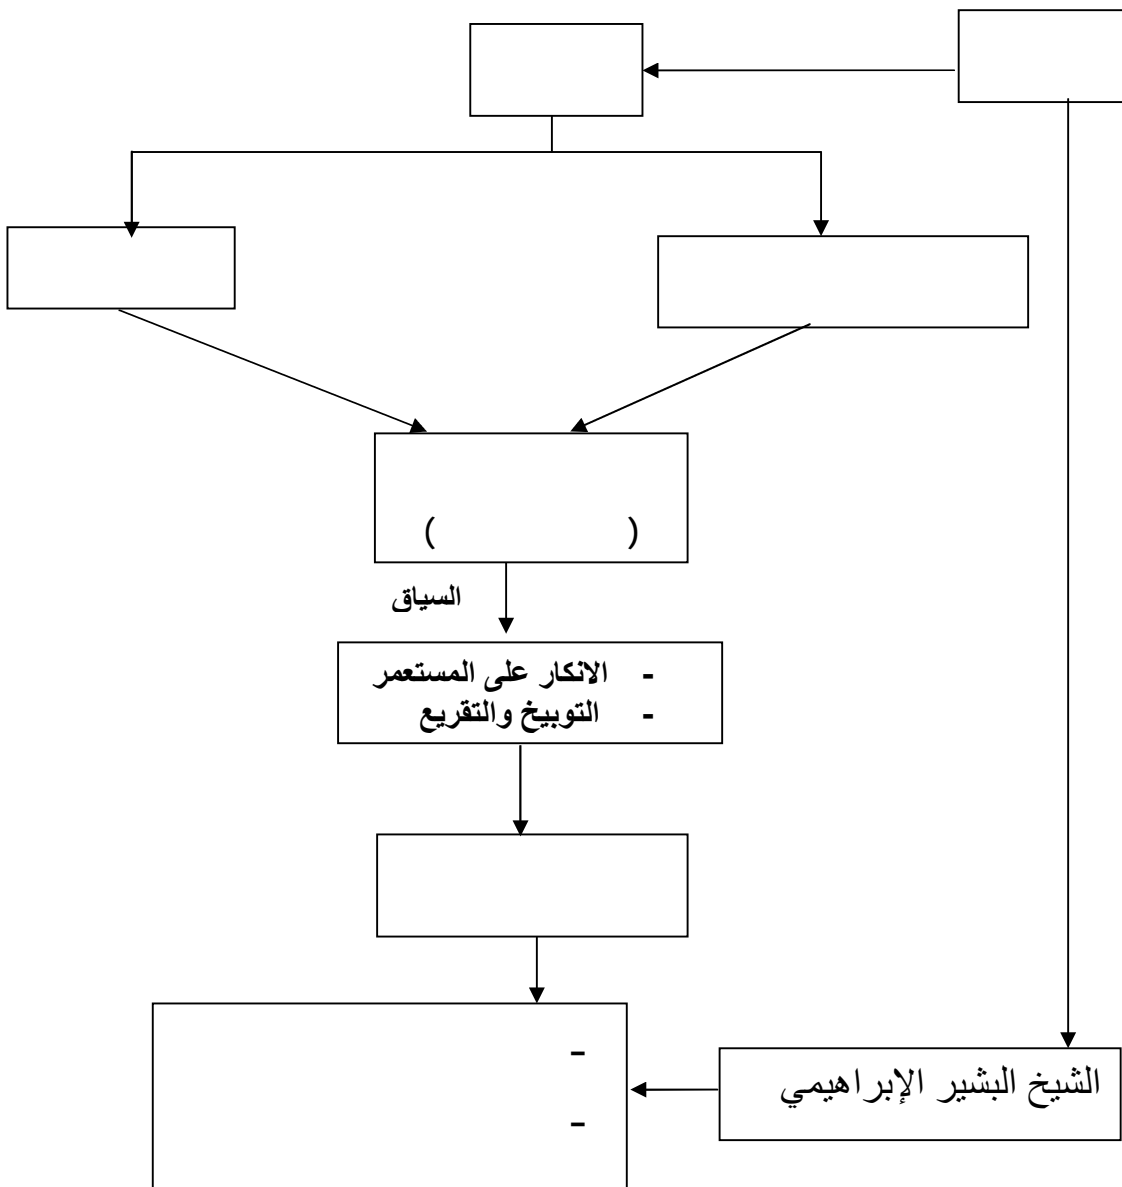 ( )
السياق
- الانكار على المستعمر
- التوبيخ والتقريع
-
الشيخ البشير الإبراهيمي
-